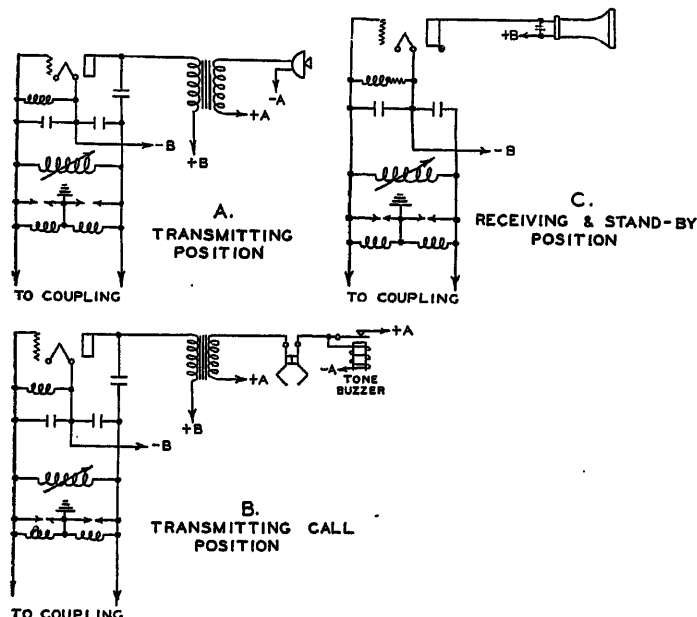 -A
+A
-B
+B
A.
TRANSMITTING
POSITION
TO COUPLING
+B
-B
C.
RECEIVING & STAND-BY
POSITION
TO COUPLING
+A
-A
TONE
BUZZER
+A
+B
-B
B.
TRANSMITTING CALL
POSITION
TO COUPLING